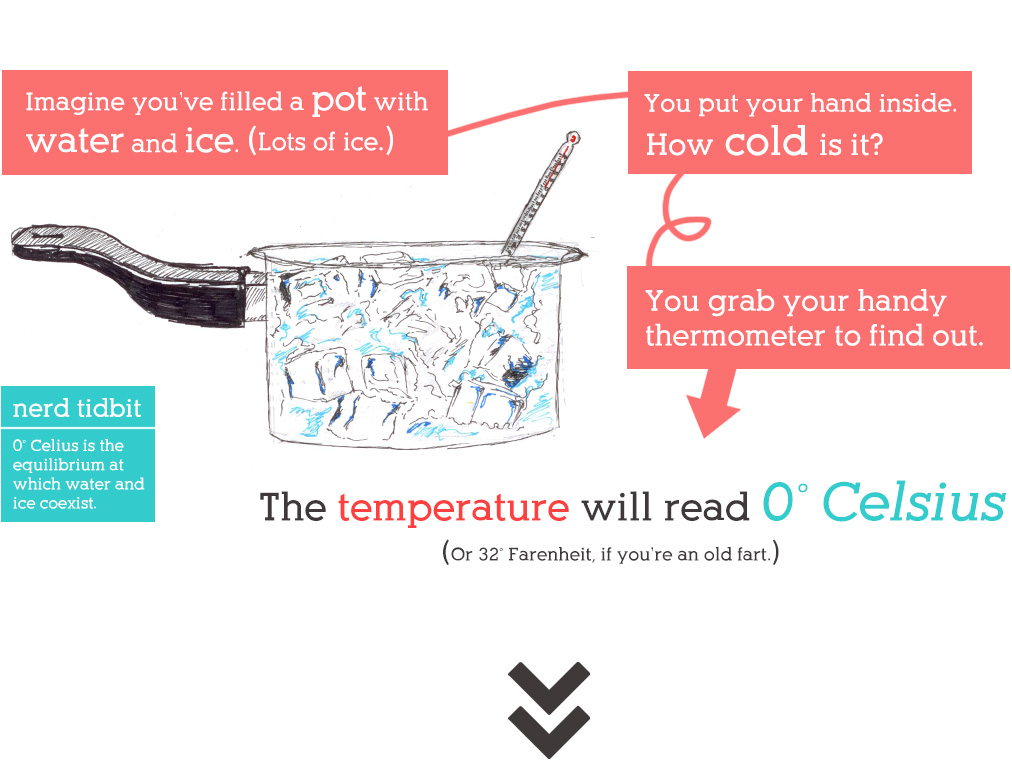 Imagine you've filled a pot with
water and ice. (Lots of ice.)
You put your hand inside.
How cold is it?
You grab your handy
thermometer to find out.
nerd tidbit
0° Celius is the
equilibrium at
which water and
ice coexist.
The temperature will read 0° Celsius
(Or 32° Farenheit, if you're an old fart.)